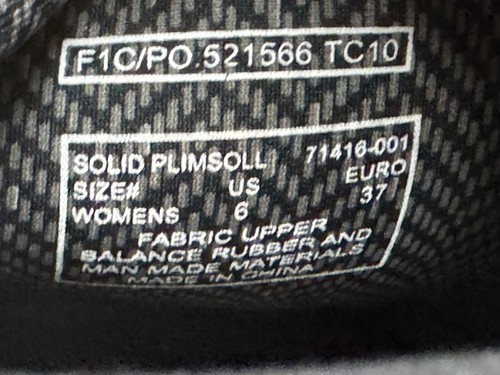 F1C/PO.521566 TC10
SOLID PLIMSOLL 71416-001
SIZE# US EURO
WOMENS 6 37
FABRIC UPPER
BALANCE RUBBER AND
MAN MADE MATERIALS
MADE IN CHINA